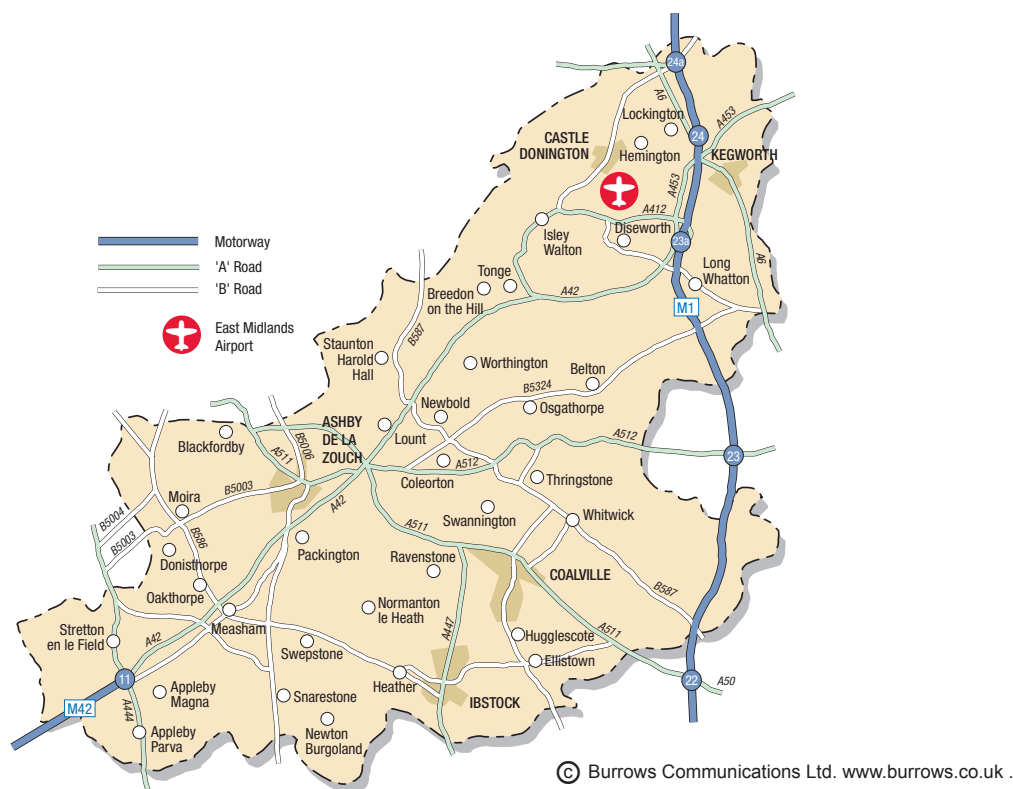 24a
A6
Lockington
A453
24
CASTLE
DONINGTON
Hemington
KEGWORTH
A453
A412
Isley
Walton
Diseworth
23a
A6
Long
Whatton
Motorway
'A' Road
'B' Road
East Midlands
Airport
Tonge
Breedon
on the Hill
A42
M1
B587
Staunton
Harold
Hall
Worthington
Belton
B5324
Osgathorpe
Newbold
ASHBY
DE LA
ZOUCH
Lount
Blackfordby
B5006
A511
A512
A512
23
Coleorton
Thringstone
B5003
Moira
A42
Swannington
Whitwick
B5004
B5003
B586
A511
Donisthorpe
Packington
Ravenstone
COALVILLE
Oakthorpe
B587
Normanton
le Heath
Measham
Stretton
en le Field
A42
A447
Hugglescote
A511
Swepstone
Ellistown
11
Heather
22
A50
M42
Appleby
Magna
Snarestone
IBSTOCK
A444
Appleby
Parva
Newton
Burgoland
© Burrows Communications Ltd. www.burrows.co.uk .